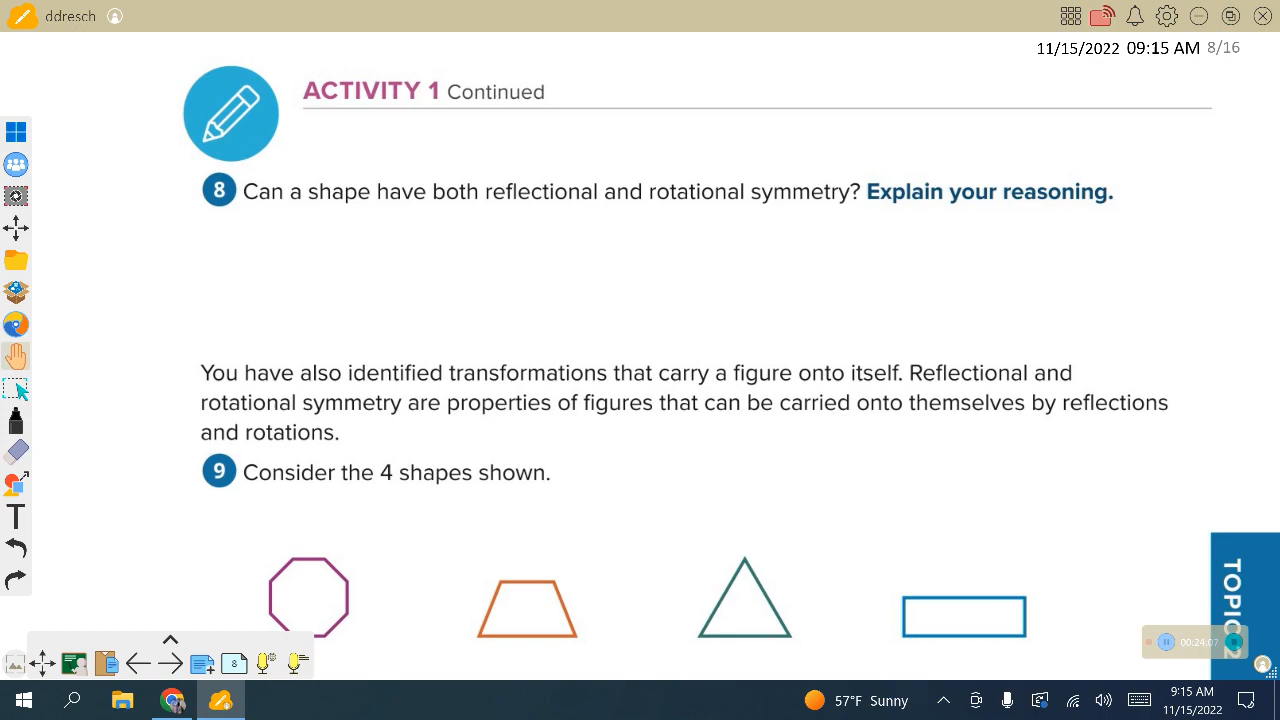 ddresch
11/15/2022 09:15 AM 8/16
ACTIVITY 1 Continued
8 Can a shape have both reflectional and rotational symmetry? Explain your reasoning.
You have also identified transformations that carry a figure onto itself. Reflectional and
rotational symmetry are properties of figures that can be carried onto themselves by reflections
and rotations.
9 Consider the 4 shapes shown.
TOPIC 2
00:24:07
8
57°F Sunny
9:15 AM
11/15/2022